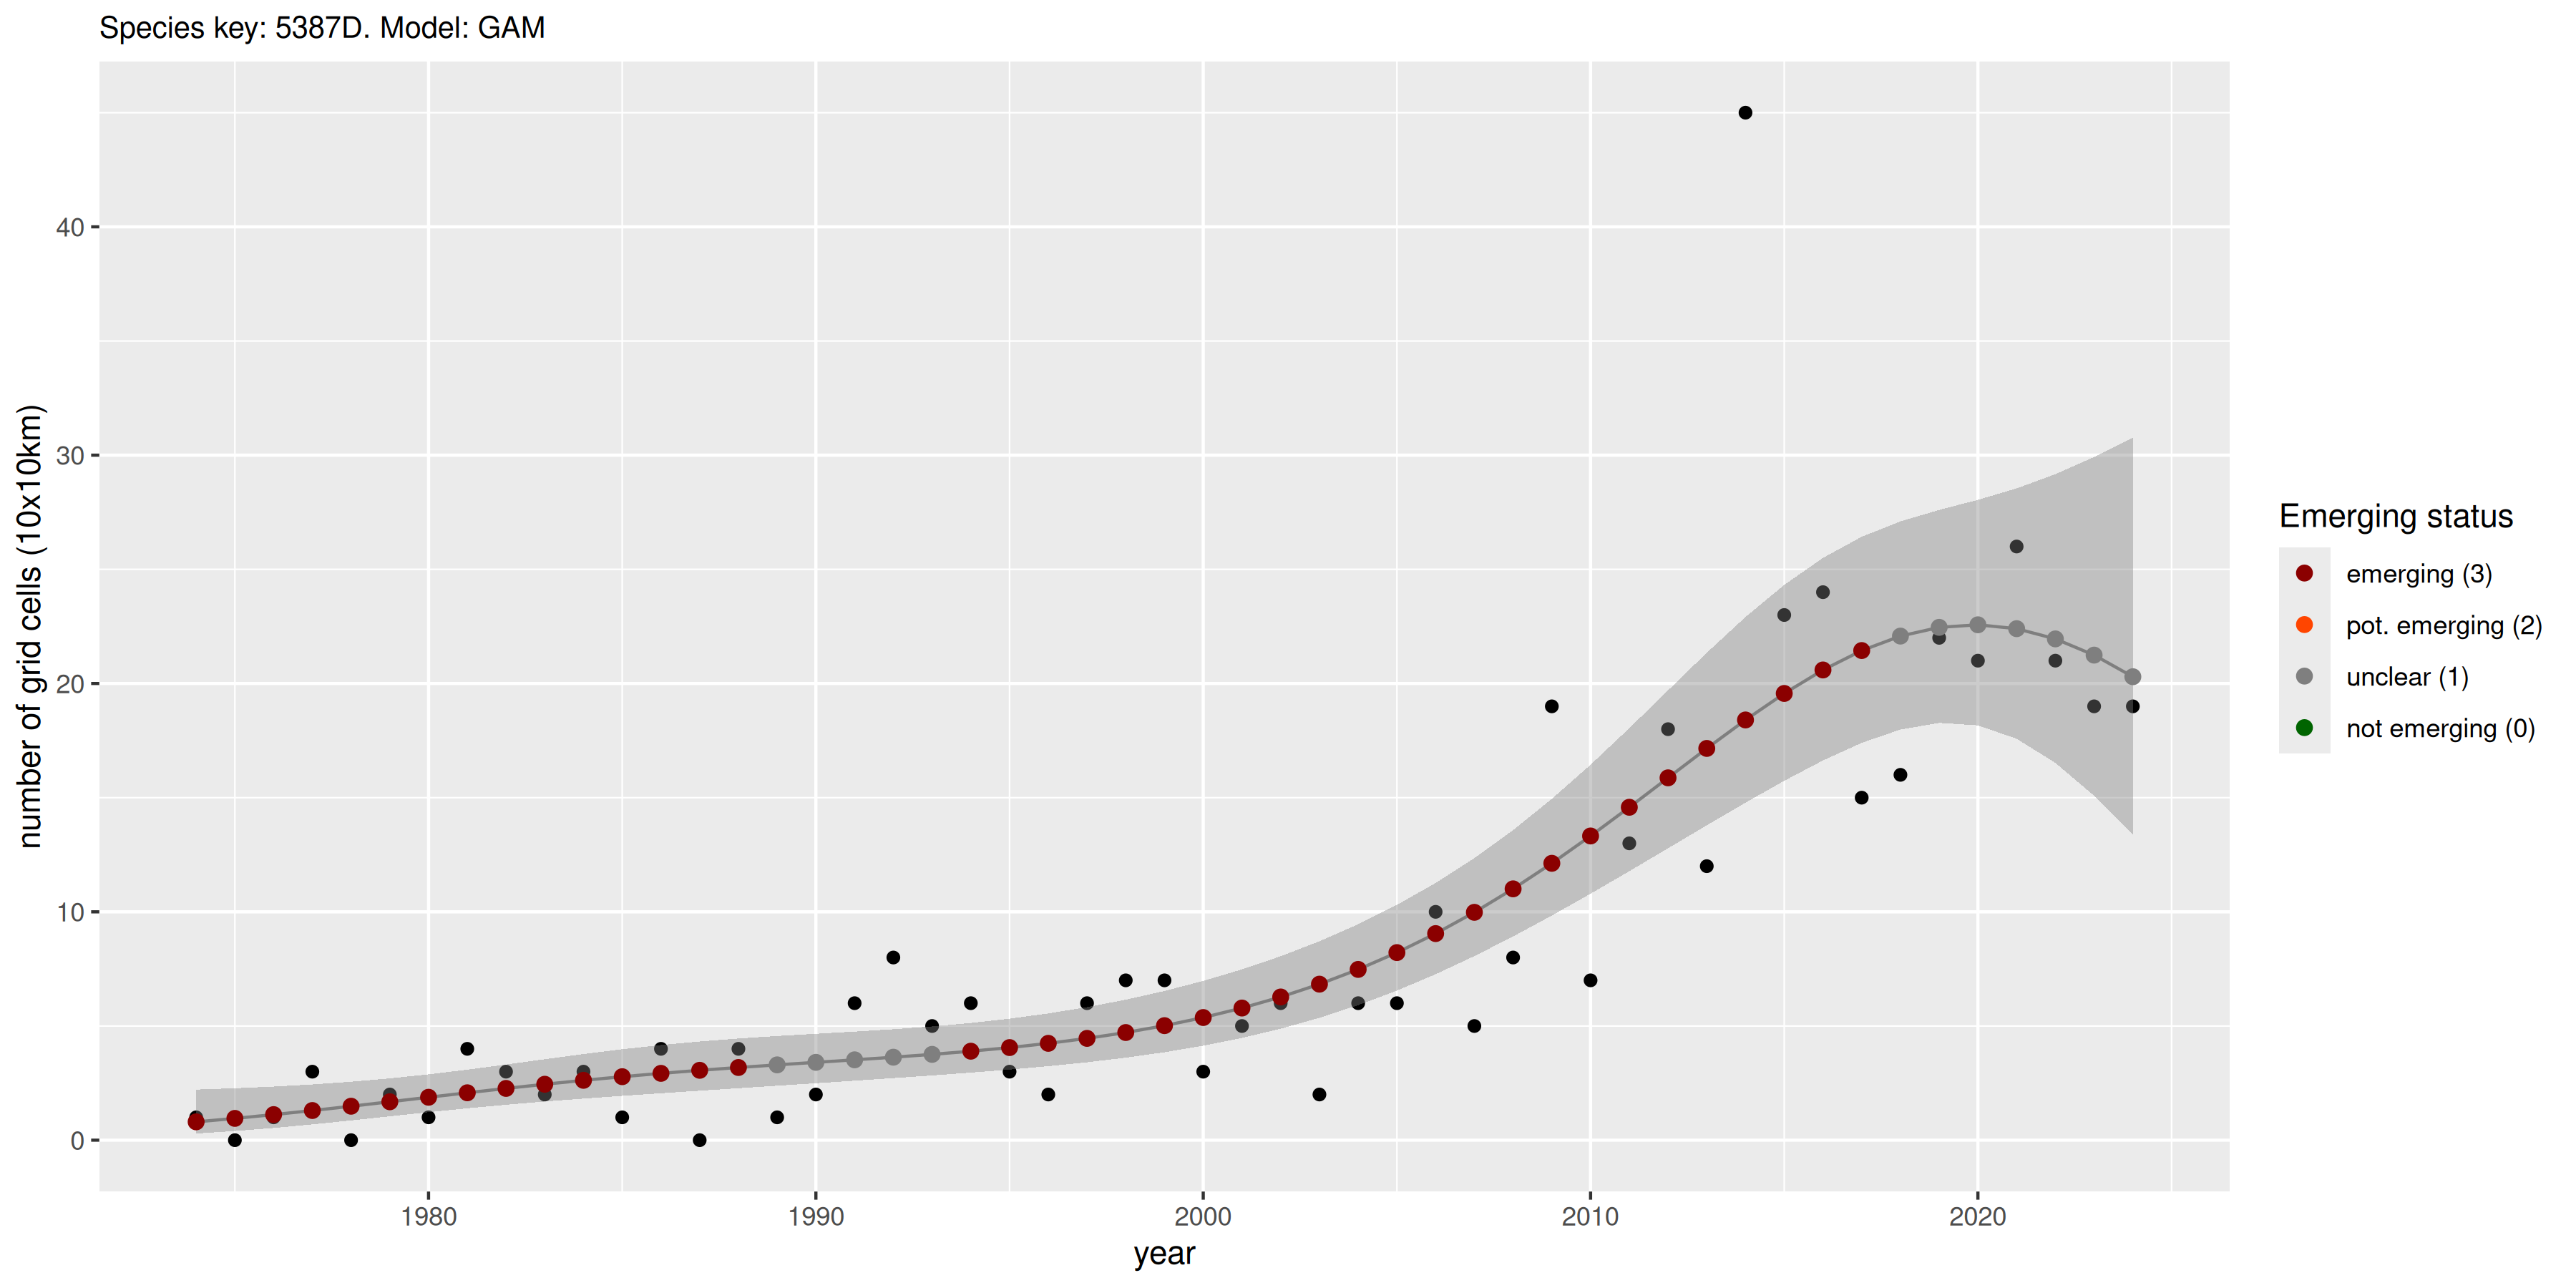 Species key: 5387D. Model: GAM
number of grid cells (10x10km)
40
30
20
10
0
1980
1990
2000
2010
2020
year
Emerging status
emerging (3)
pot. emerging (2)
unclear (1)
not emerging (0)